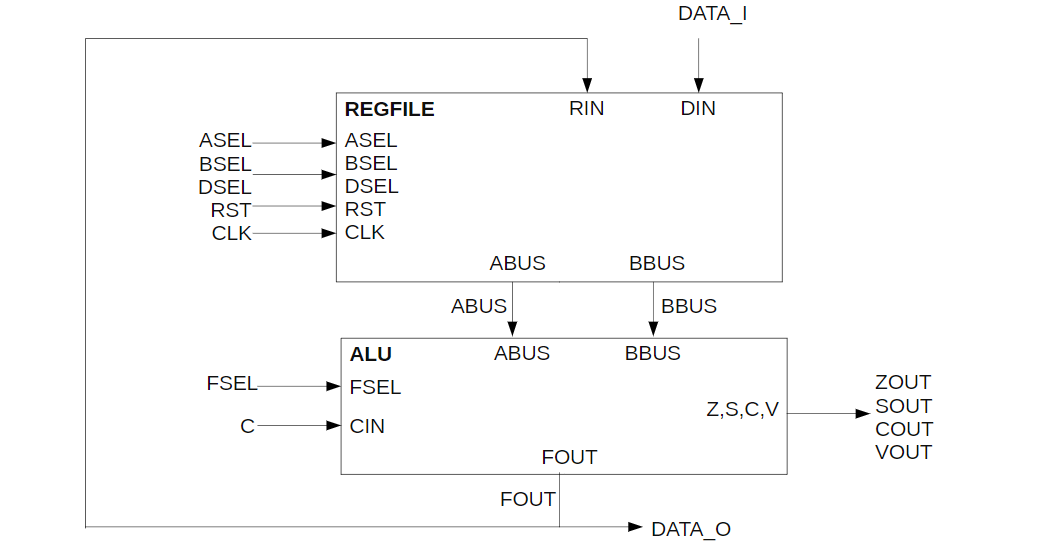 DATA_I
REGFILE
RIN
DIN
ASEL
BSEL
DSEL
RST
CLK
ASEL
BSEL
DSEL
RST
CLK
ABUS
BBUS
ABUS
BBUS
ALU
ABUS
BBUS
FSEL
FSEL
C
CIN
Z,S,C,V
ZOUT
SOUT
COUT
VOUT
FOUT
FOUT
DATA_O